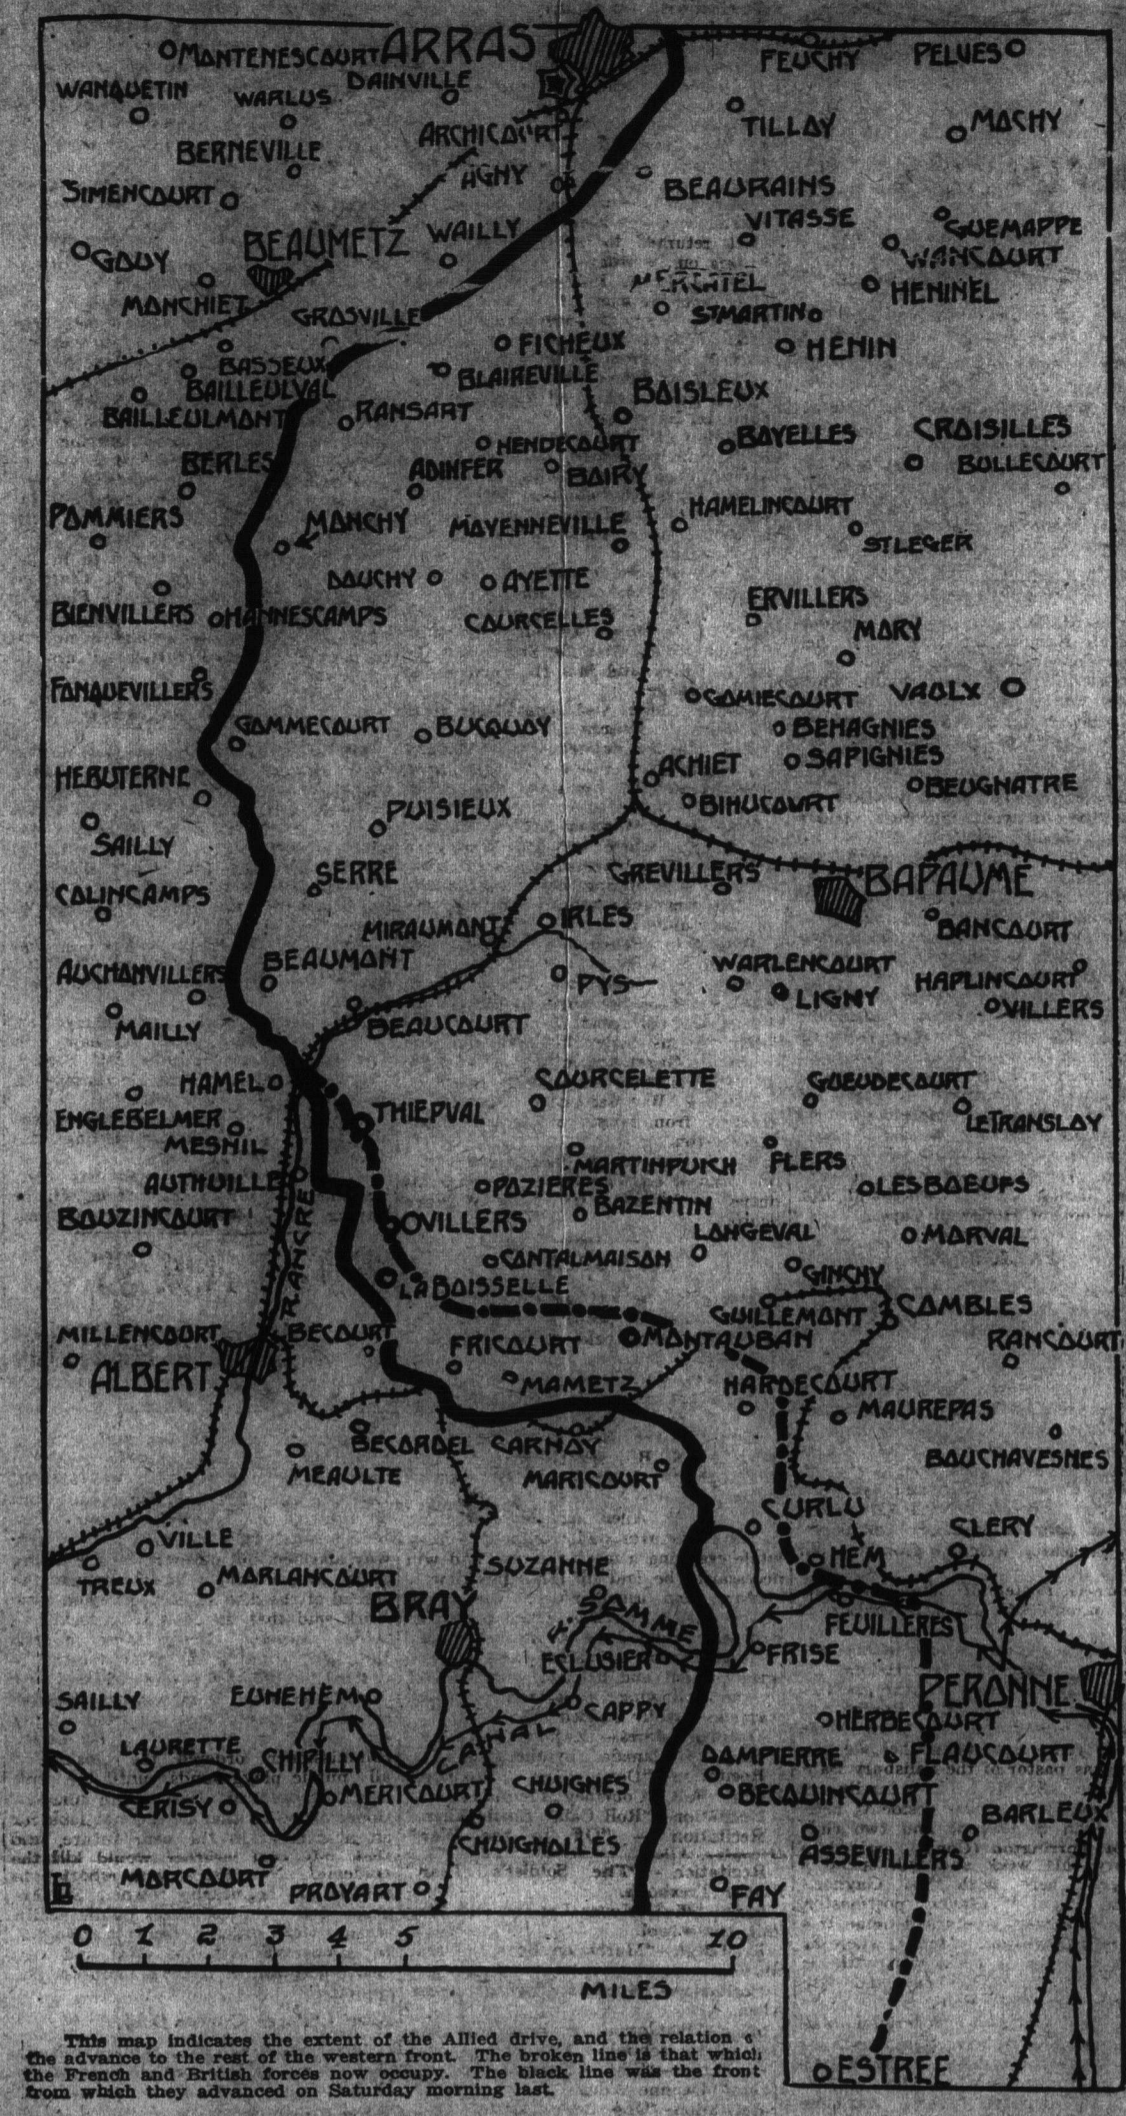 ARRAS
MONTENESCOURT
FEUCHY
PELVES
WANQUETIN
WARLUS
DAINVILLE
ARCHICOURT
TILLOY
MOCHY
BERNEVILLE
AGNY
SIMENCOURT
BEAURAINS
VITASSE
GUEMAPPE
GOUY
BEAUMETZ
WAILLY
WANCOURT
MERCATEL
HENINEL
MONCHIET
GROSVILLE
ST MARTIN
FICHEUX
HENIN
BASSEUX
BLAIREVILLE
BAILLEULVAL
BOISLEUX
BAILLEULMONT
RANSART
HENDECOURT
BOYELLES
CROISILLES
BERLES
ADINFER
BOIRY
BULLECOURT
POMMIERS
MONCHY
MOYENNEVILLE
HAMELINCOURT
ST LEGER
DOUCHY
AYETTE
BIENVILLERS
HANNESCAMPS
COURCELLES
ERVILLERS
MORY
FONQUEVILLERS
GOMIECOURT
VAOLX
GOMMECOURT
BUCQUOY
BEHAGNIES
SAPIGNIES
HEBUTERNE
ACHIET
BEUGNATRE
PUISIEUX
BIHUCOURT
SAILLY
SERRE
GREVILLERS
BAPAUME
COLINCAMPS
MIRAUMONT
IRLES
BANCOURT
AUCHONVILLERS
BEAUMONT
PYS
WARLENCOURT
HAPLINCOURT
LIGNY
VILLERS
MAILLY
BEAUCOURT
HAMEL
COURCELETTE
GUEUDECOURT
ENGLEBELMER
THIEPVAL
LE TRANSLOY
MESNIL
MARTINPUICH
FLERS
AUTHUILLE
POZIERES
LESBOEUFS
BOUZINCOURT
R. ANCRE
BAZENTIN
OVILLERS
LONGEVAL
MORVAL
CONTALMAISON
GINCHY
LA BOISSELLE
GUILLEMONT
COMBLES
MILLENCOURT
BECOURT
FRICOURT
MONTAUBAN
RANCOURT
ALBERT
MAMETZ
HARDECOURT
MAUREPAS
BECORDEL
CARNOY
BOUCHAVESNES
MEAULTE
MARICOURT
CURLU
VILLE
CLERY
TREUX
MORLANCOURT
SUZANNE
HEM
BRAY
R. SOMME
FEUILLERES
ECLUSIER
FRISE
PERONNE
SAILLY
EUNEHEM
CAPPY
HERBECOURT
LAURETTE
CHIPILLY
CANAL
DOMPIERRE
FLAUCOURT
CERISY
MERICOURT
CHUIGNES
BECQUINCOURT
BARLEUX
CHUIGNOLLES
ASSEVILLERS
MORCOURT
PROYART
FAY
0 1 2 3 4 5 10
MILES
ESTREE
This map indicates the extent of the Allied drive, and the relation
the advance to the rest of the western front. The broken line is that which
the French and British forces now occupy. The black line was the front
from which they advanced on Saturday morning last.